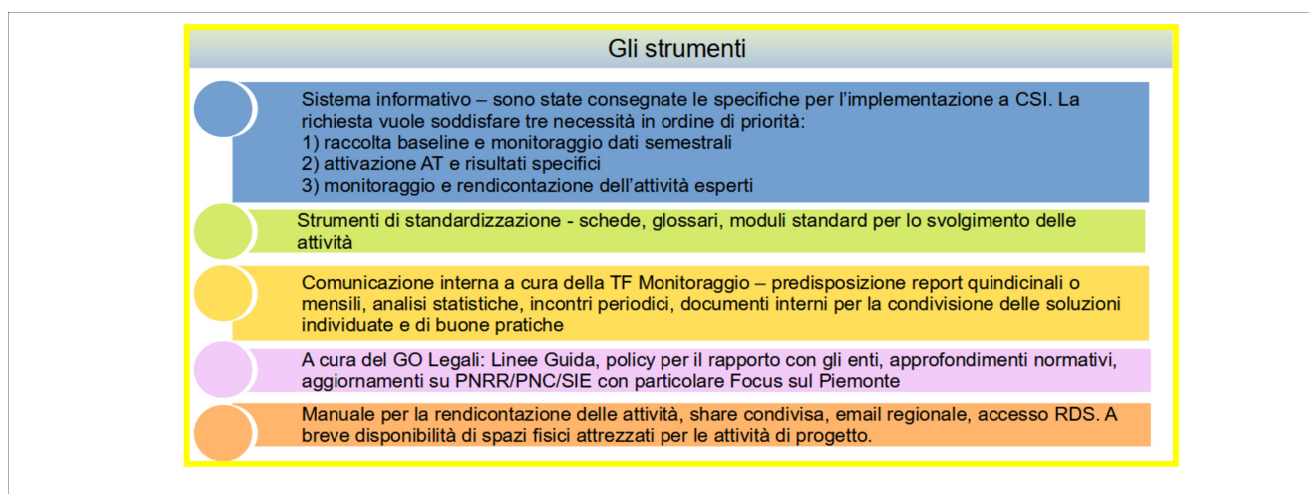 Gli strumenti
Sistema informativo – sono state consegnate le specifiche per l’implementazione a CSI. La
richiesta vuole soddisfare tre necessità in ordine di priorità:
1) raccolta baseline e monitoraggio dati semestrali
2) attivazione AT e risultati specifici
3) monitoraggio e rendicontazione dell’attività esperti
Strumenti di standardizzazione - schede, glossari, moduli standard per lo svolgimento delle
attività
Comunicazione interna a cura della TF Monitoraggio – predisposizione report quindicinali o
mensili, analisi statistiche, incontri periodici, documenti interni per la condivisione delle soluzioni
individuate e di buone pratiche
A cura del GO Legali: Linee Guida, policy per il rapporto con gli enti, approfondimenti normativi,
aggiornamenti su PNRR/PNC/SIE con particolare Focus sul Piemonte
Manuale per la rendicontazione delle attività, share condivisa, email regionale, accesso RDS. A
breve disponibilità di spazi fisici attrezzati per le attività di progetto.